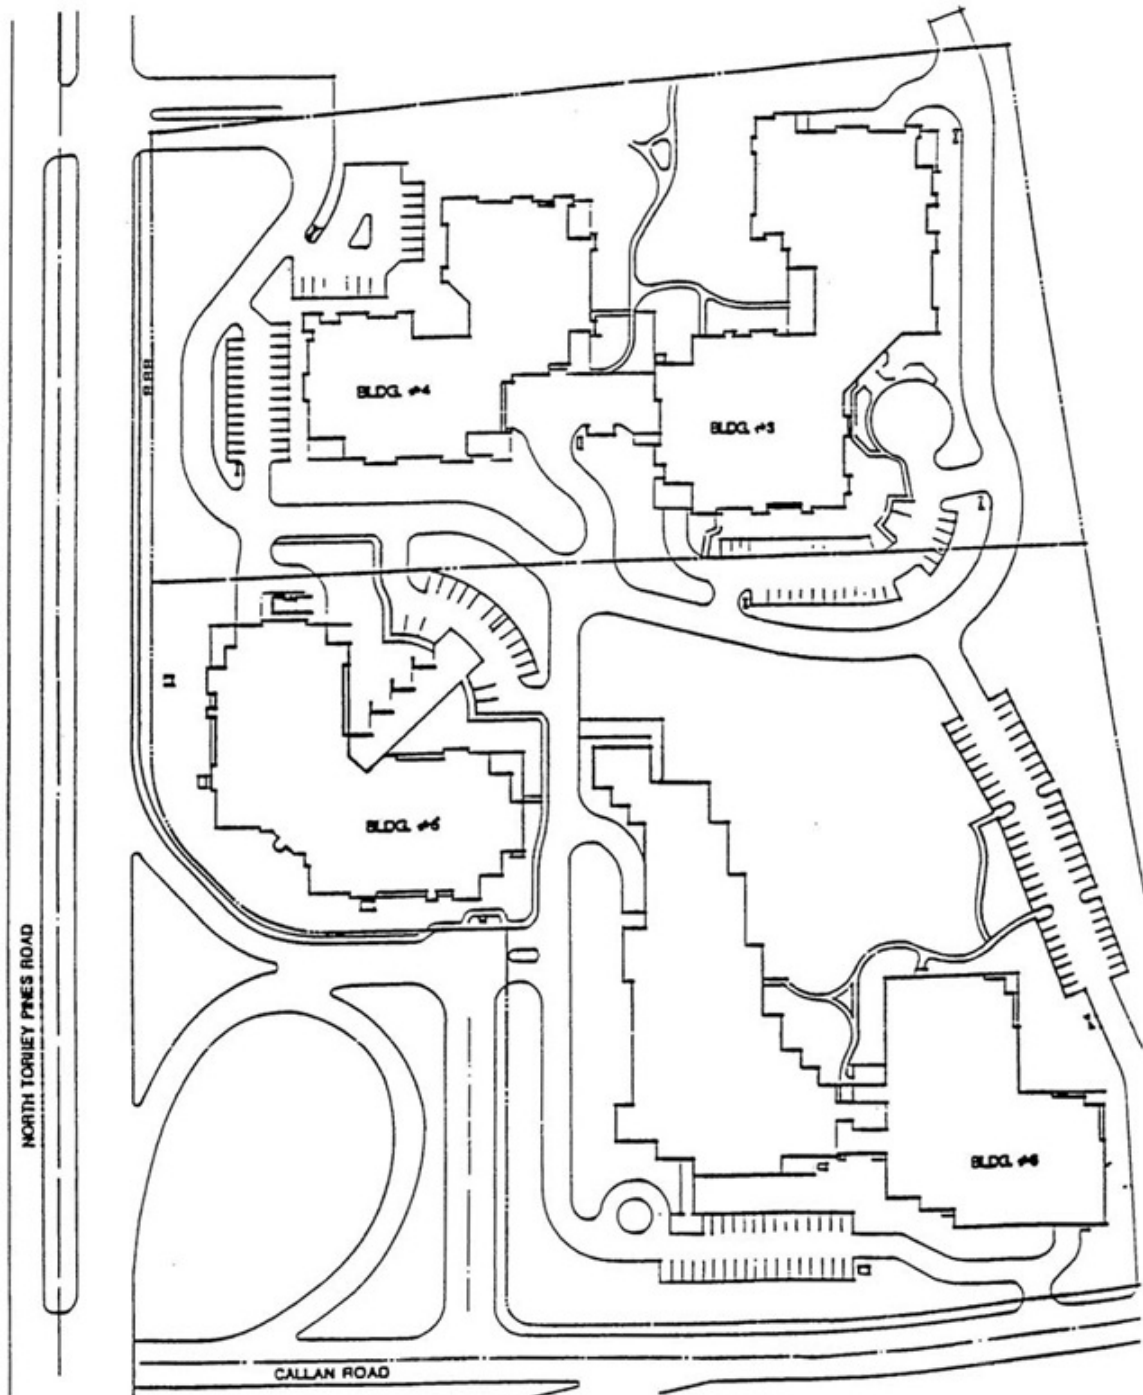 BLDG. #4
BLDG. #3
BLDG. #5
BLDG. #6
NORTH TORREY PINES ROAD
CALLAN ROAD